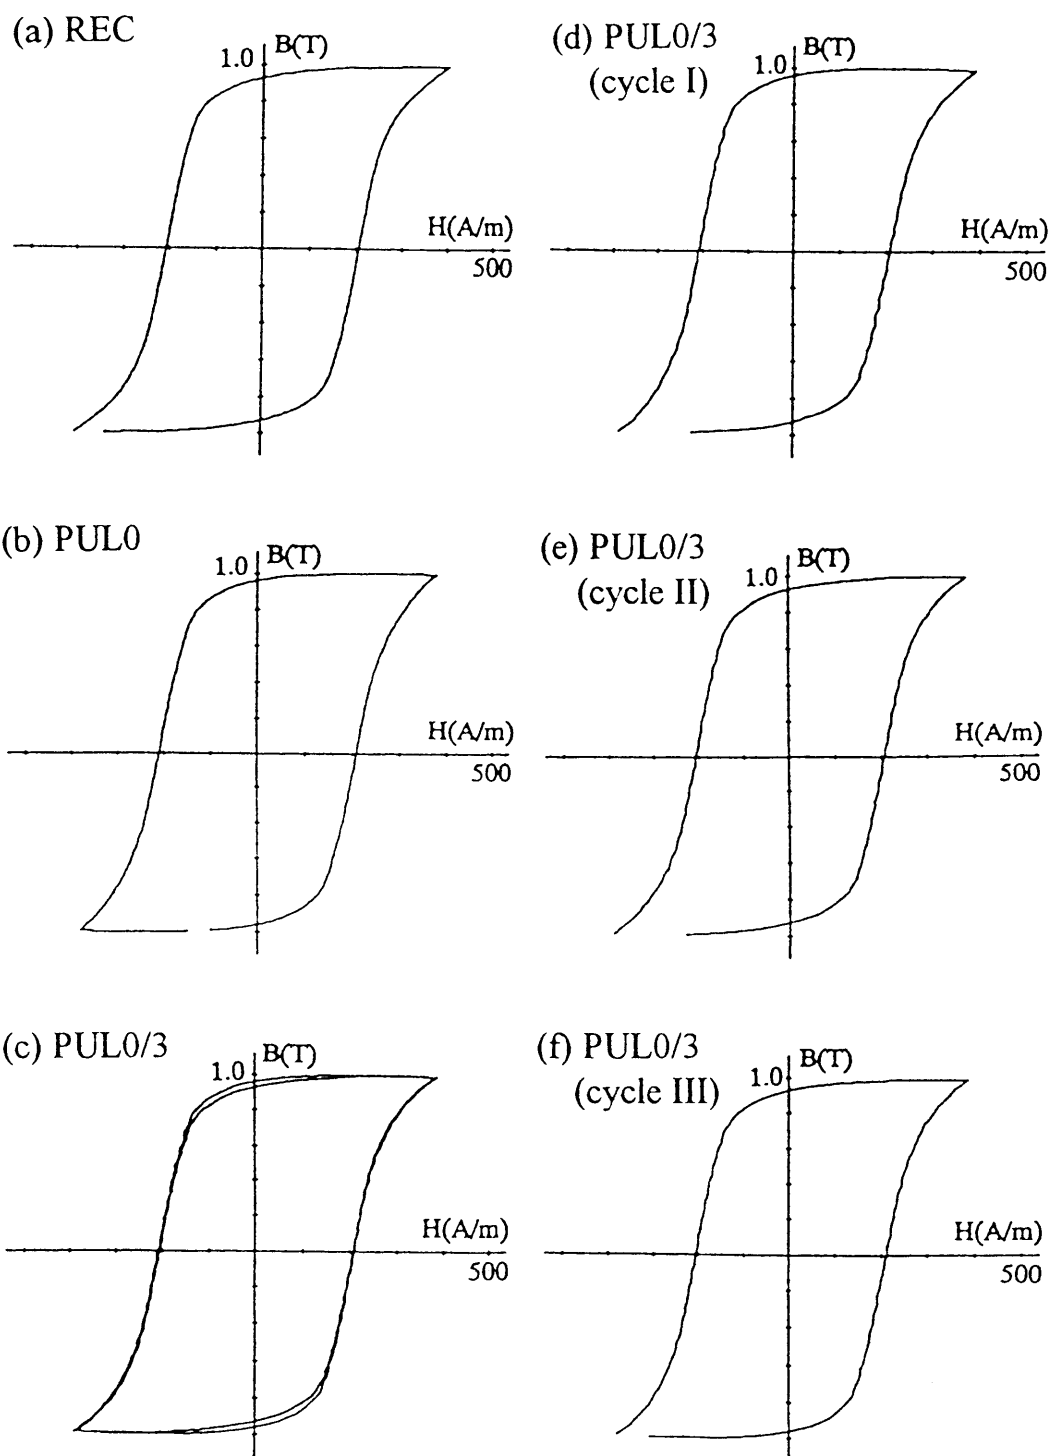 (a) REC
B(T)
1.0
H(A/m)
500
(d) PUL0/3
(cycle I)
B(T)
1.0
H(A/m)
500
(b) PUL0
B(T)
1.0
H(A/m)
500
(e) PUL0/3
(cycle II)
B(T)
1.0
H(A/m)
500
(c) PUL0/3
B(T)
1.0
H(A/m)
500
(f) PUL0/3
(cycle III)
B(T)
1.0
H(A/m)
500